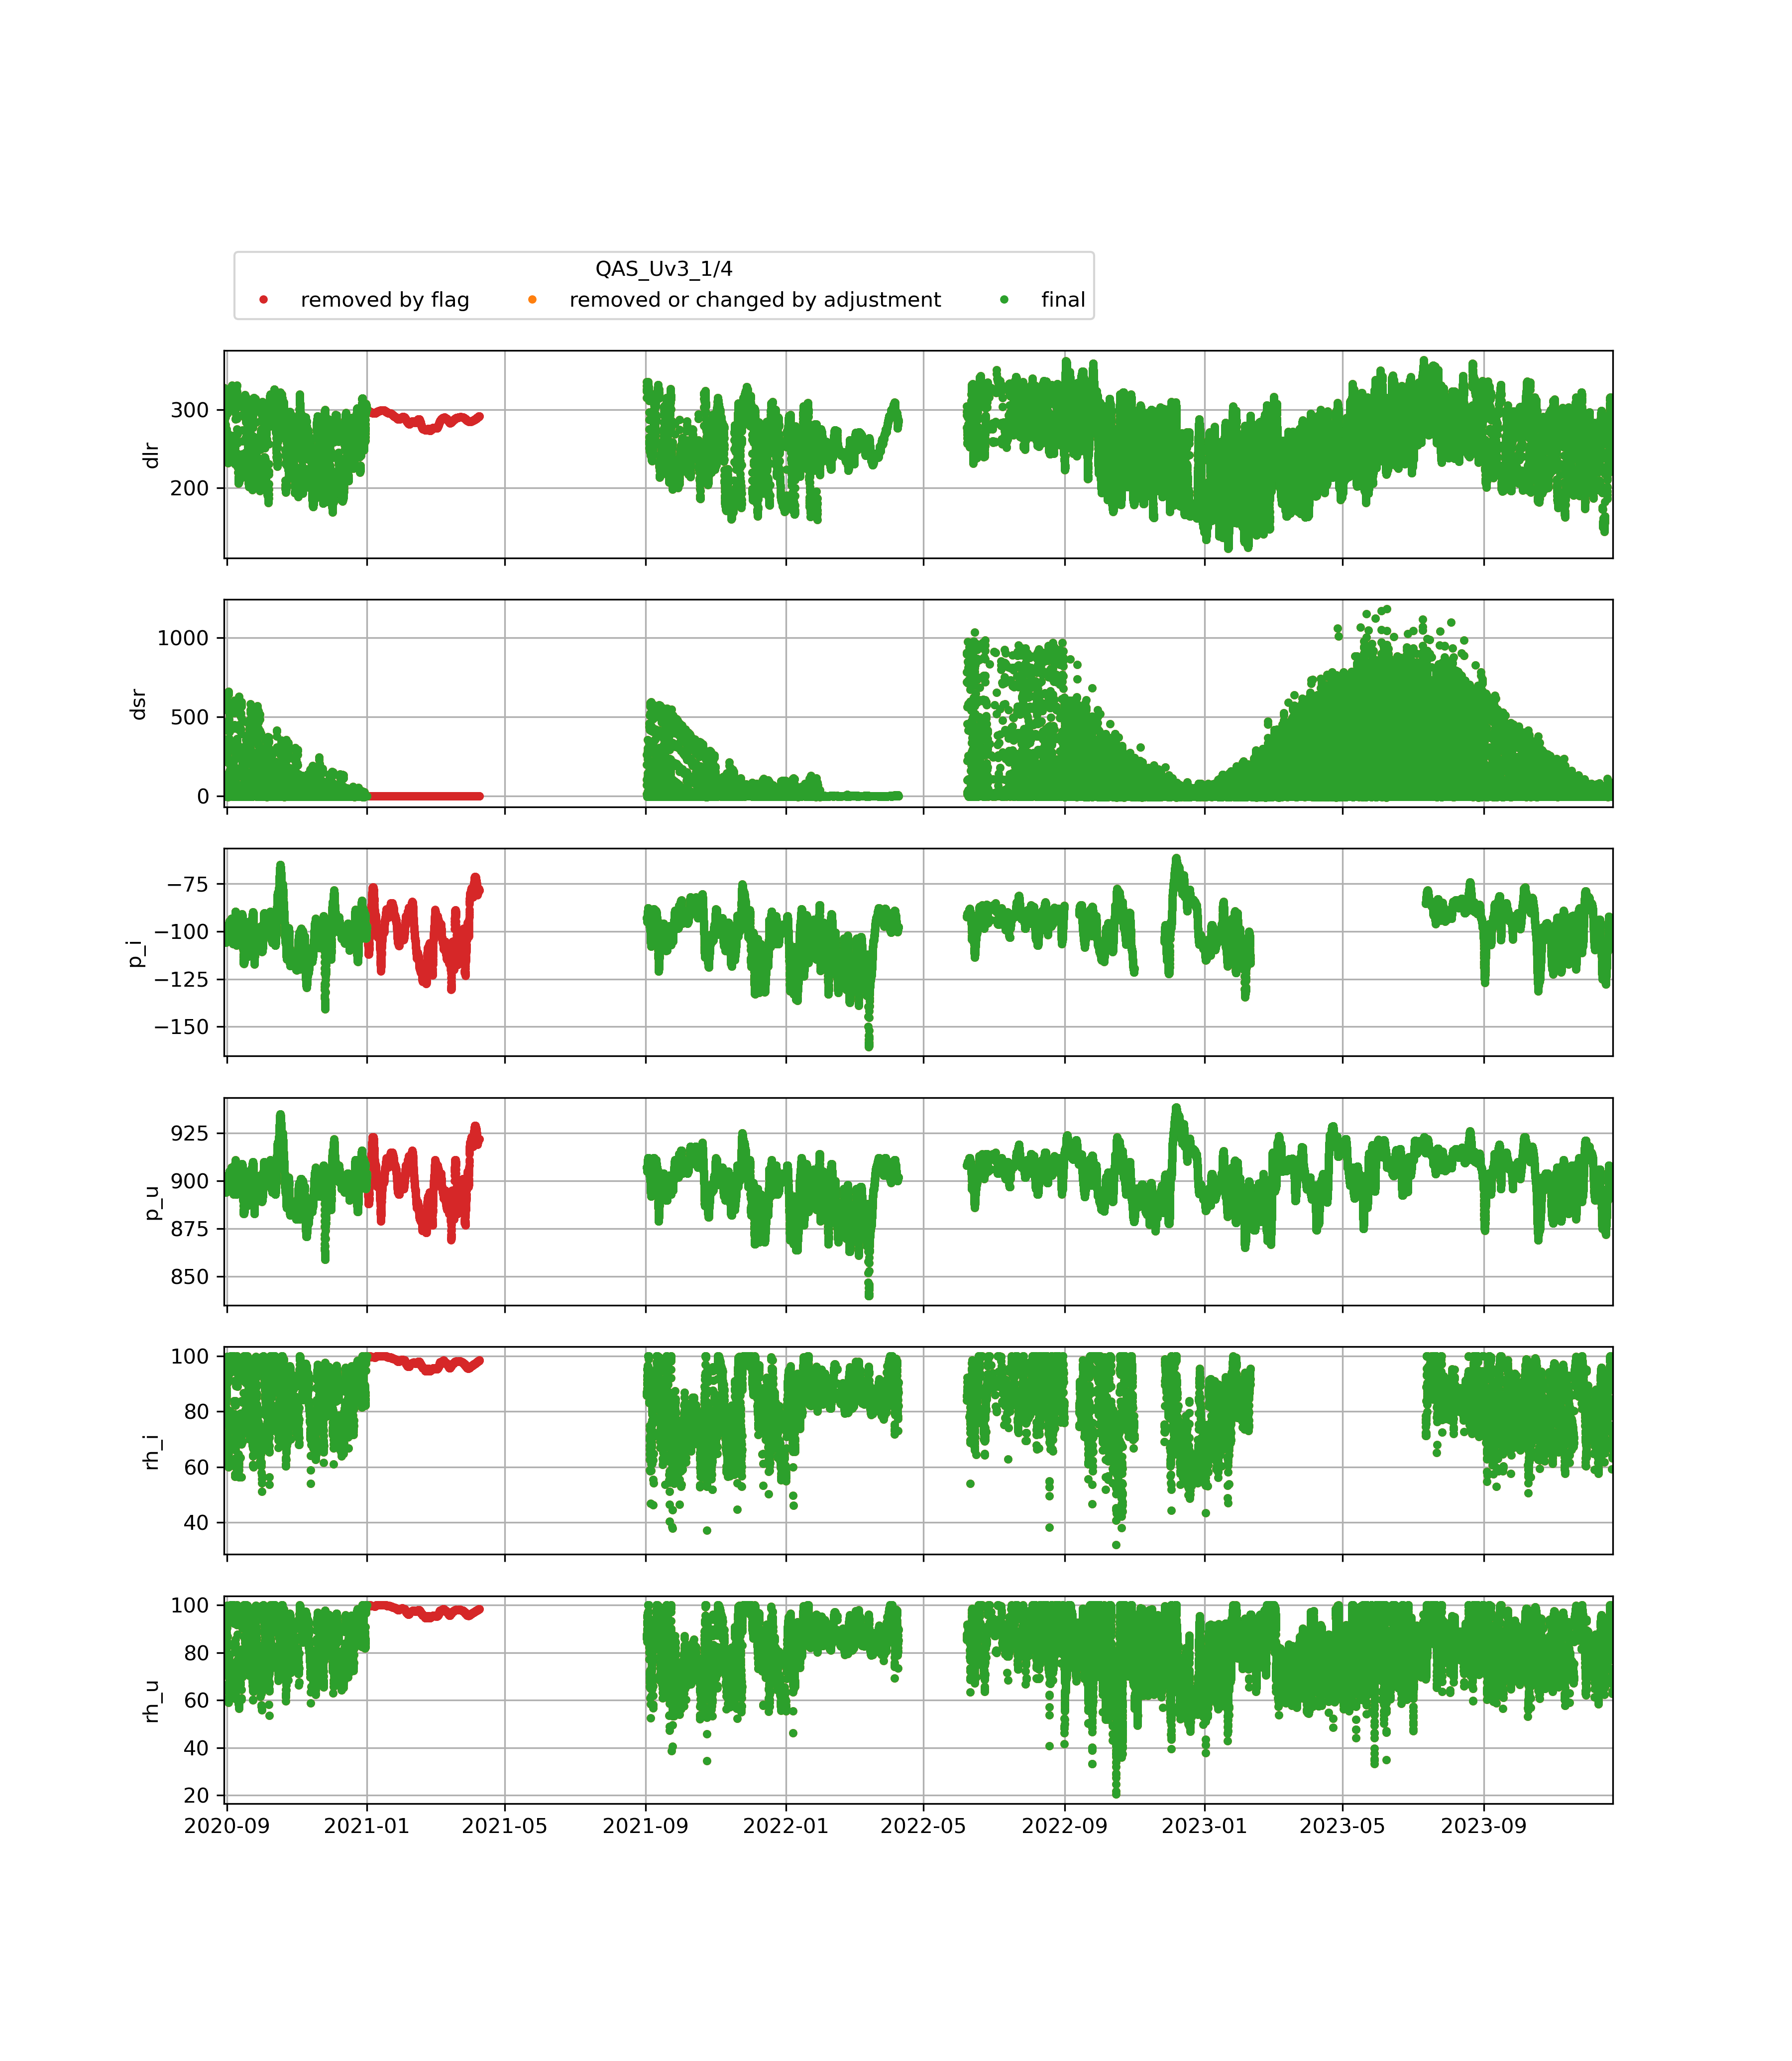 QAS_Uv3_1/4
removed by flag removed or changed by adjustment final
300
200
dlr
1000
500
0
dsr
−75
−100
−125
−150
p_i
925
900
875
850
p_u
100
80
60
40
rh_i
100
80
60
40
20
rh_u
2020-09 2021-01 2021-05 2021-09 2022-01 2022-05 2022-09 2023-01 2023-05 2023-09